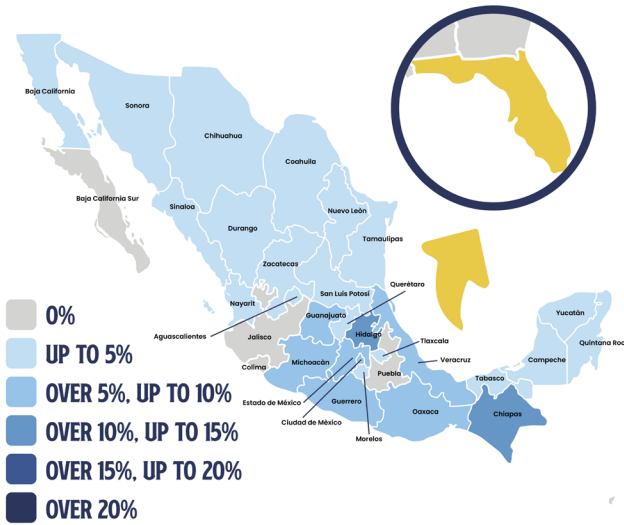 Baja California
Sonora
Chihuahua
Coahuila
Baja California Sur
Sinaloa
Nuevo León
Durango
Tamaulipas
Zacatecas
San Luis Potosí
Querétaro
Nayarit
Guanajuato
Aguascalientes
Jalisco
Hidalgo
Tlaxcala
Yucatán
Quintana Roo
Colima
Michoacán
Veracruz
Campeche
Puebla
Tabasco
Estado de México
Guerrero
Oaxaca
Chiapas
Ciudad de México
Morelos
0%
UP TO 5%
OVER 5%, UP TO 10%
OVER 10%, UP TO 15%
OVER 15%, UP TO 20%
OVER 20%